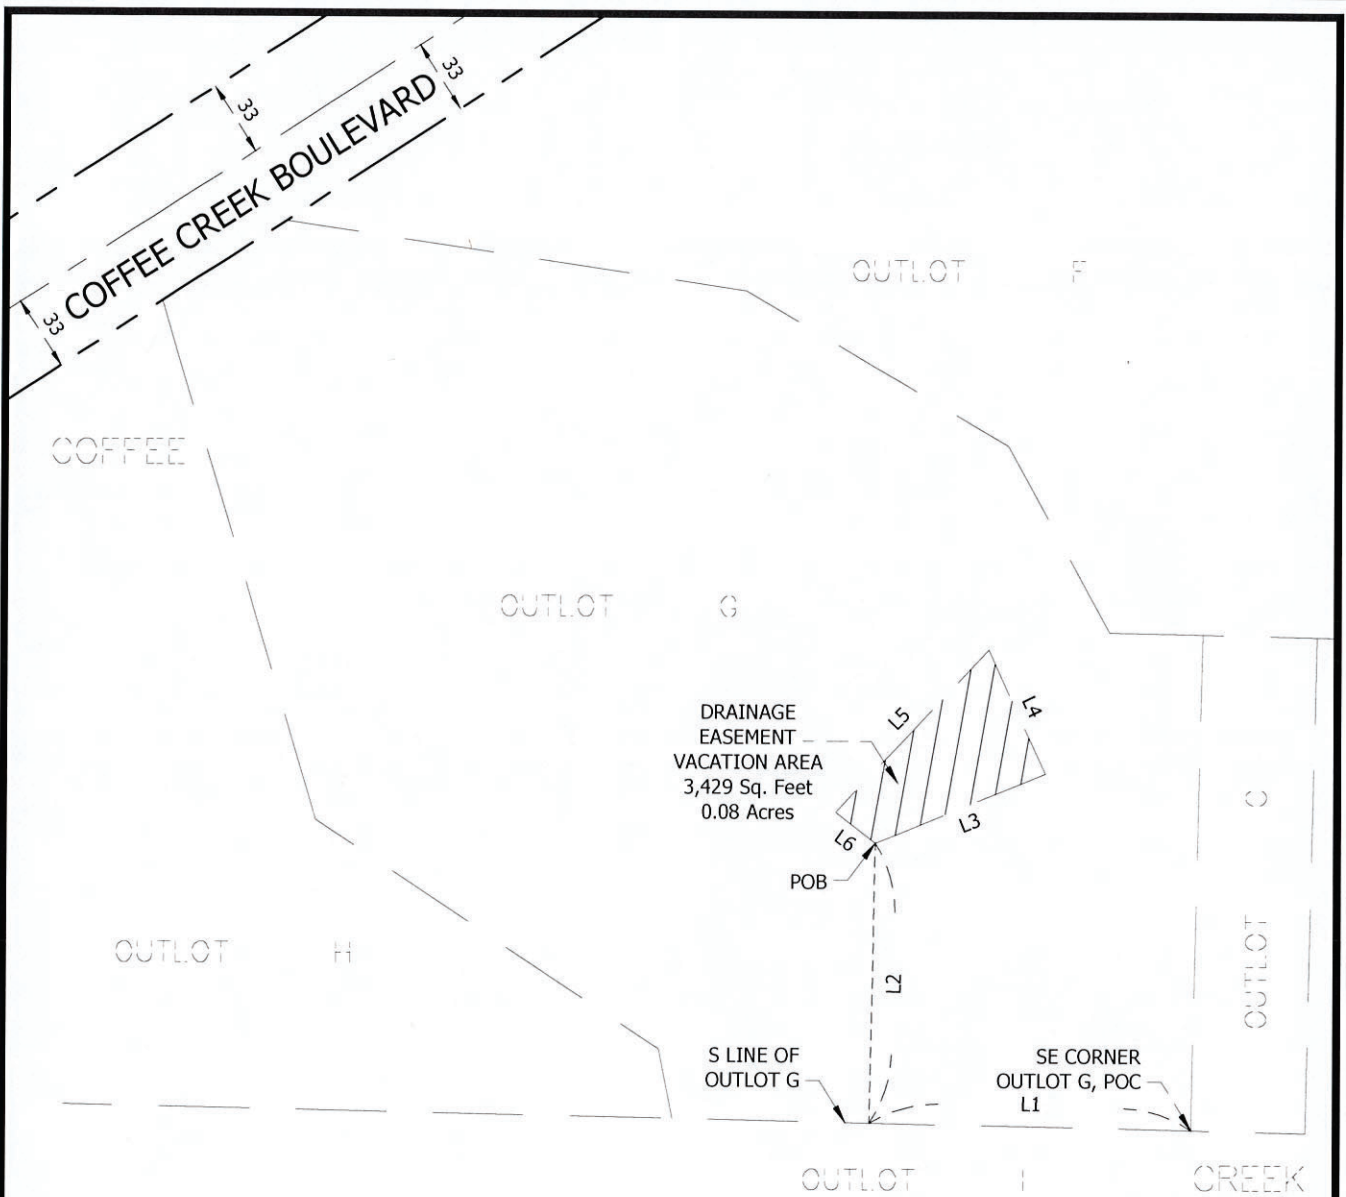 33
33
COFFEE CREEK BOULEVARD
33
OUTLOT F
COFFEE
OUTLOT G
DRAINAGE
EASEMENT
VACATION AREA
3,429 Sq. Feet
0.08 Acres
L5
L4
L3
L6
POB
OUTLOT C
OUTLOT H
L2
S LINE OF
OUTLOT G
SE CORNER
OUTLOT G, POC
L1
OUTLOT I
CREEK